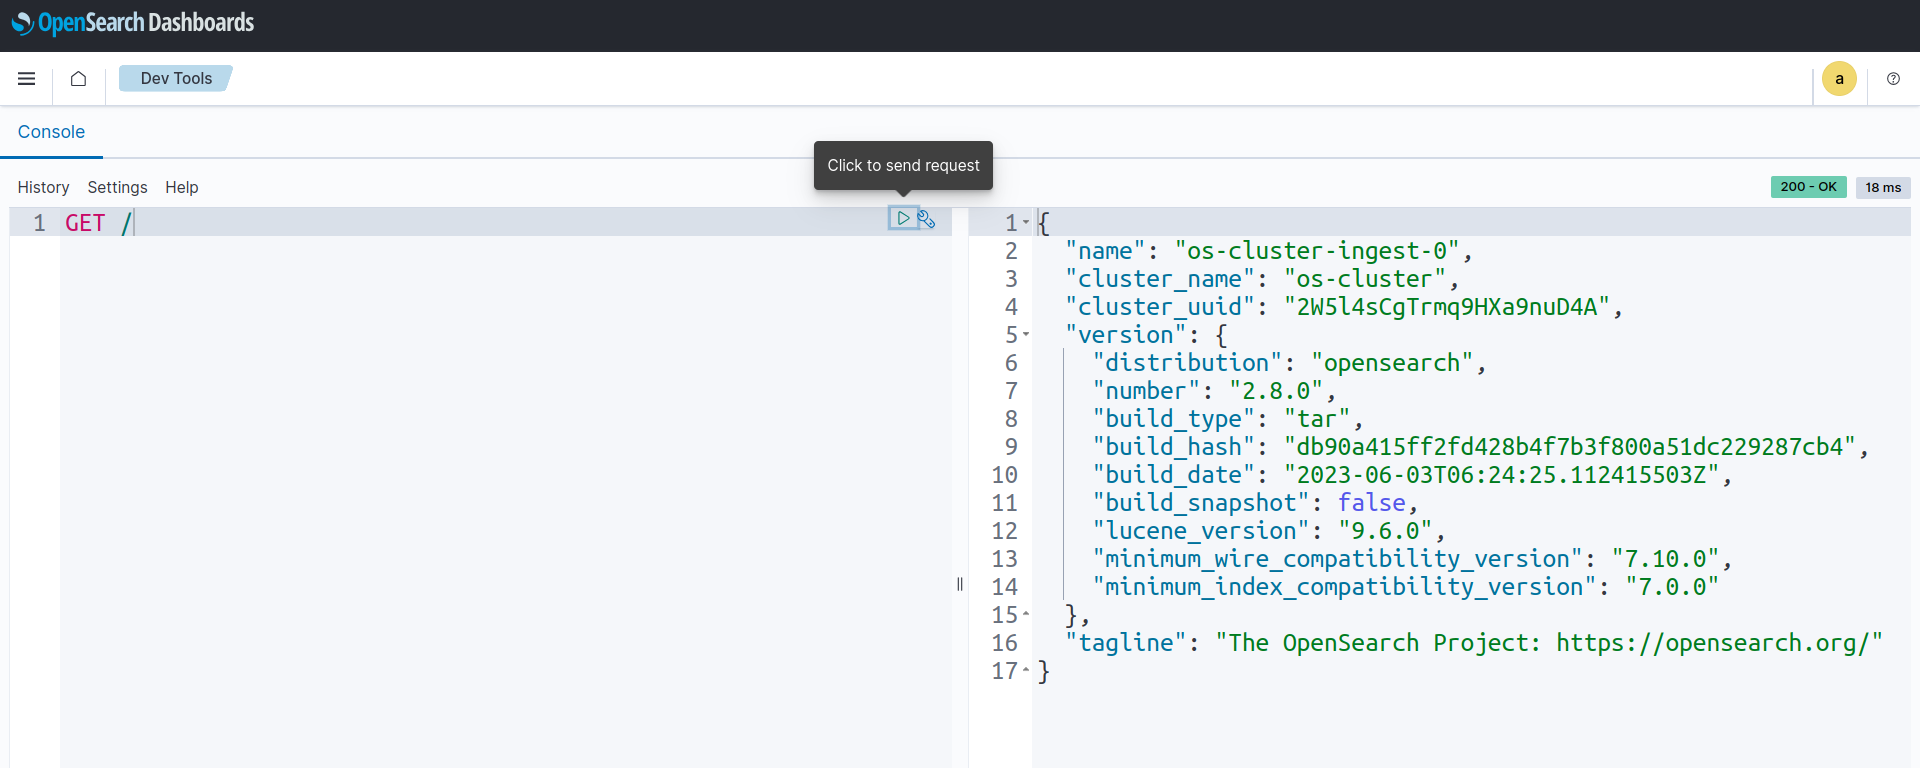 OpenSearch Dashboards
Dev Tools
a
Console
Click to send request
History Settings Help
200 - OK 18 ms
1 GET /
1 {
2 "name": "os-cluster-ingest-0",
3 "cluster_name": "os-cluster",
4 "cluster_uuid": "2W5l4sCgTrmq9HXa9nuD4A",
5 "version": {
6 "distribution": "opensearch",
7 "number": "2.8.0",
8 "build_type": "tar",
9 "build_hash": "db90a415ff2fd428b4f7b3f800a51dc229287cb4",
10 "build_date": "2023-06-03T06:24:25.112415503Z",
11 "build_snapshot": false,
12 "lucene_version": "9.6.0",
13 "minimum_wire_compatibility_version": "7.10.0",
14 "minimum_index_compatibility_version": "7.0.0"
15 },
16 "tagline": "The OpenSearch Project: https://opensearch.org/"
17 }